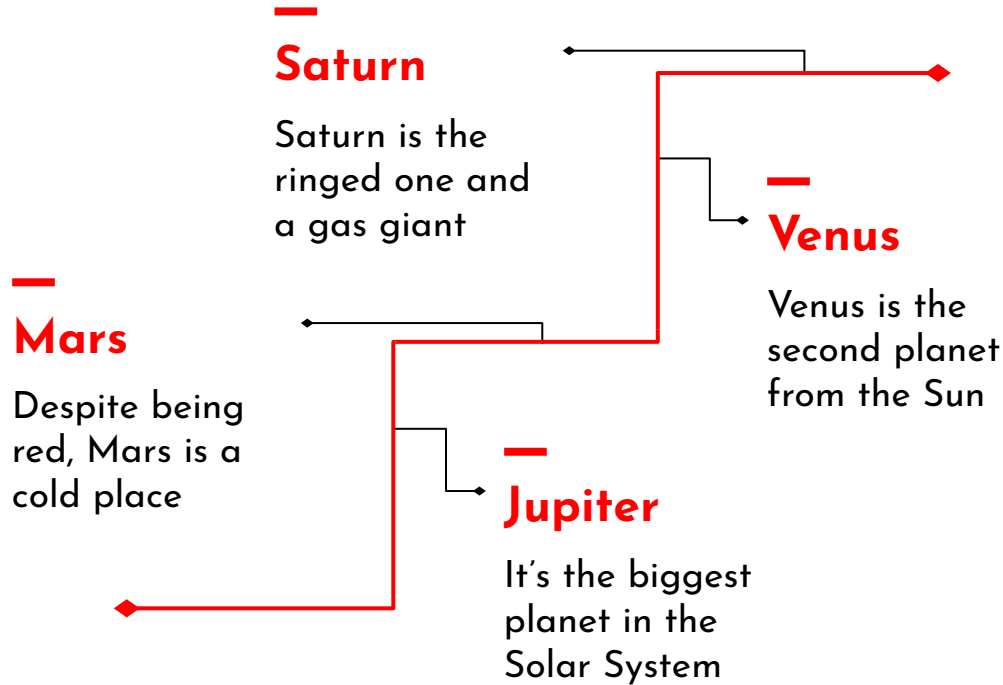 Saturn
Saturn is the
ringed one and
a gas giant
Venus
Venus is the
second planet
from the Sun
Mars
Despite being
red, Mars is a
cold place
Jupiter
It’s the biggest
planet in the
Solar System